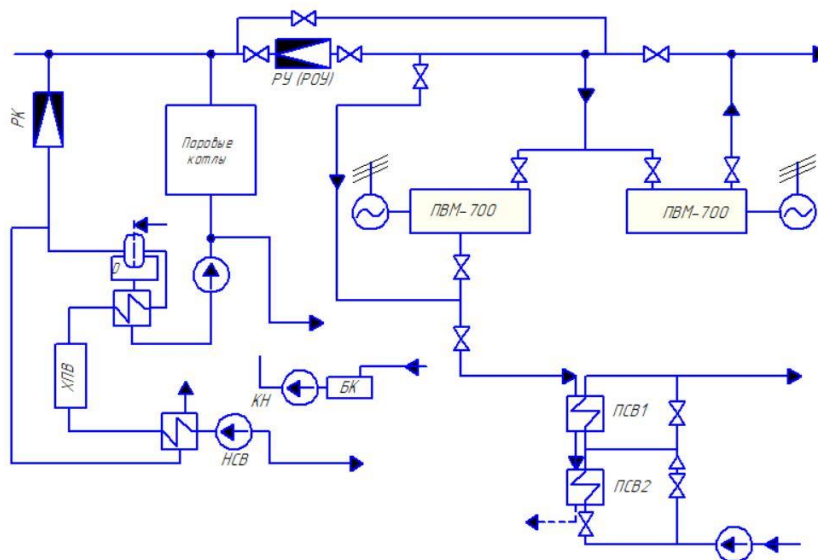 РУ (РОУ)
РК
Паровые
котлы
ПВМ-700
ПВМ-700
D
ХПВ
КН
БК
НСВ
ПСВ1
ПСВ2